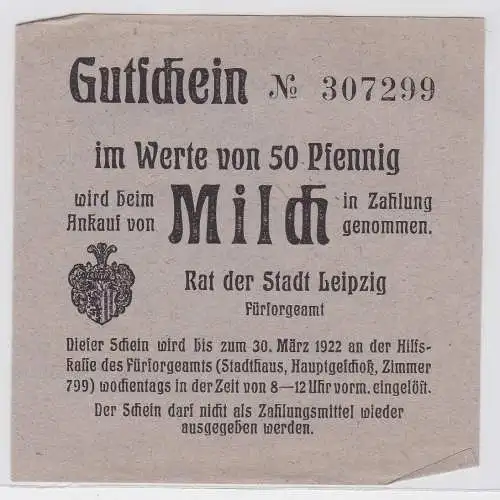 Gutschein № 307299
im Werte von 50 Pfennig
wird beim Ankauf von Milch in Zahlung genommen.
Rat der Stadt Leipzig
Fürsorgeamt
Dieser Schein wird bis zum 30. März 1922 an der Hilfs-
kasse des Fürsorgeamts (Stadthaus, Hauptgeschoß, Zimmer
799) wochentags in der Zeit von 8—12 Uhr vorm. eingelöst.
Der Schein darf nicht als Zahlungsmittel wieder
ausgegeben werden.